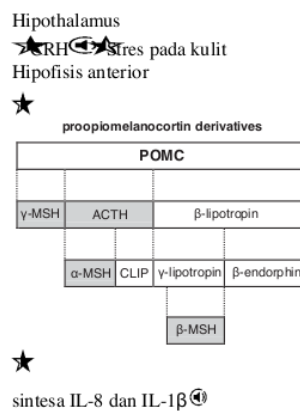 Hipothalamus
CRH stres pada kulit
Hipofisis anterior
proopiomelanocortin derivatives
POMC
γ-MSH ACTH β-lipotropin
α-MSH CLIP γ-lipotropin β-endorphin
β-MSH
sintesa IL-8 dan IL-1β